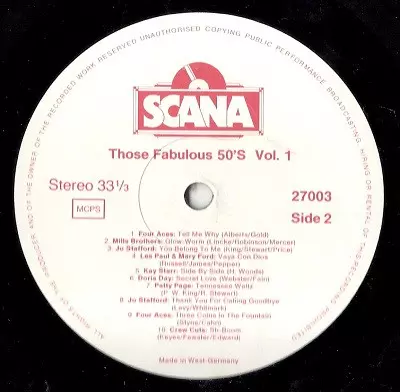 ALL RIGHTS OF THE PRODUCER AND OF THE OWNER OF THE RECORDED WORK RESERVED UNAUTHORISED COPYING PUBLIC PERFORMANCE BROADCASTING, HIRING OR RENTAL OF THIS RECORDING PROHIBITED
SCANA
Those Fabulous 50'S Vol. 1
Stereo 33 1/3
27003
MCPS
Side 2
1. Four Aces: Tell Me Why (Alberts/Gold)
2. Mills Brothers: Glow Worm (Lincke/Robinson/Mercer)
3. Jo Stafford: You Belong To Me (King/Stewart/Price)
4. Les Paul & Mary Ford: Vaya Con Dios
(Russell/James/Pepper)
5. Kay Starr: Side By Side (H. Woods)
6. Doris Day: Secret Love (Webster/Fain)
7. Patty Page: Tennessee Waltz
(P. W. King/R. Stewart)
8. Jo Stafford: Thank You For Calling Goodbye
(Levy/Whitmark)
9. Four Aces: Three Coins In The Fountain
(Styne/Cahn)
10. Crew Cuts: Sh-Boom
(Keyes/Fewster/Edward)
Made in West-Germany